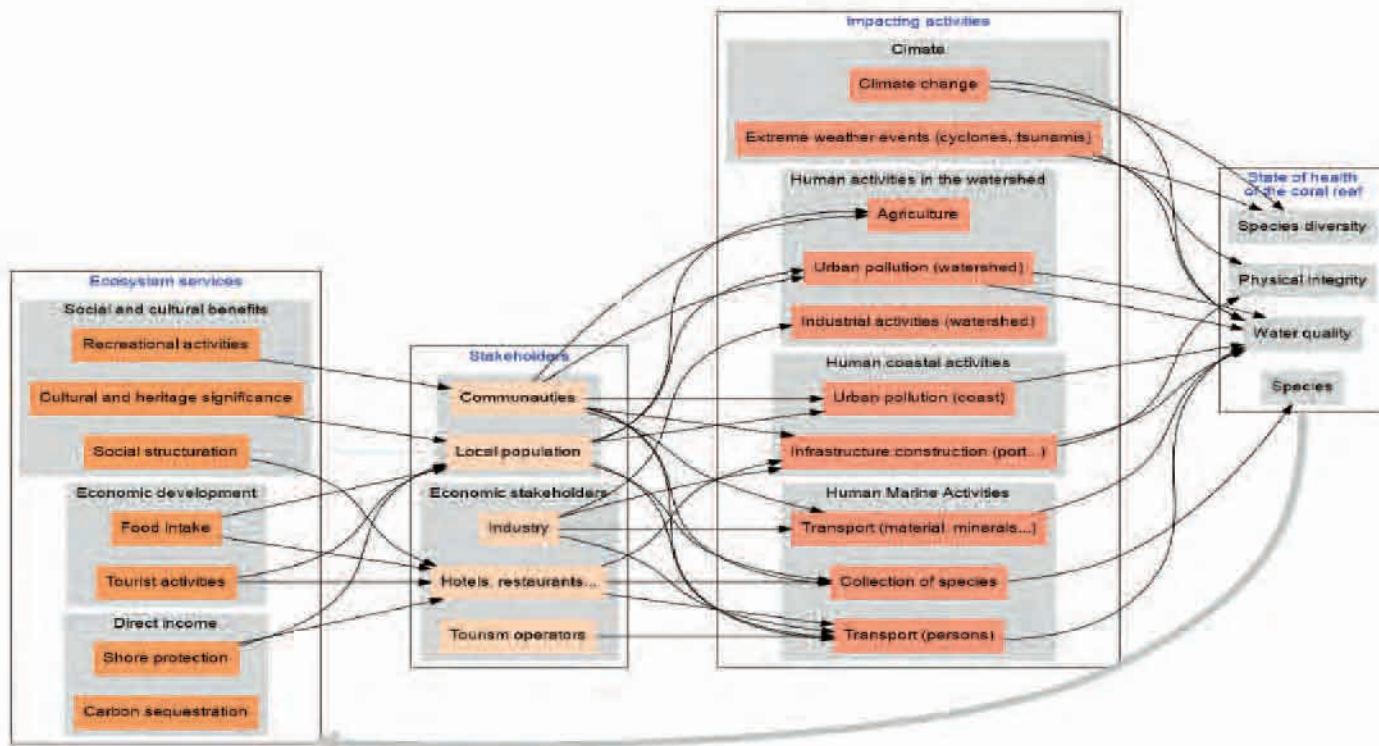 Ecosystem services
Social and cultural benefits
Recreational activities
Cultural and heritage significance
Social structuration
Economic development
Food Intake
Tourist activities
Direct income
Shore protection
Carbon sequestration
Stakeholders
Communauties
Local population
Economic stakeholders
Industry
Hotels, restaurants...
Tourism operators
Impacting activities
Cimate
Climate change
Extreme weather events (cyclones, tsunamis)
Human activities in the watershed
Agriculture
Urban pollution (watershed)
Industrial activities (watershed)
Human coastal activities
Urban pollution (coast)
Infrastructure construction (port...)
Human Marine Activities
Transport (material, minerals....)
Collection of species
Transport (persons)
State of health
of the coral reef
Species diversity
Physical integrity
Water quality
Species